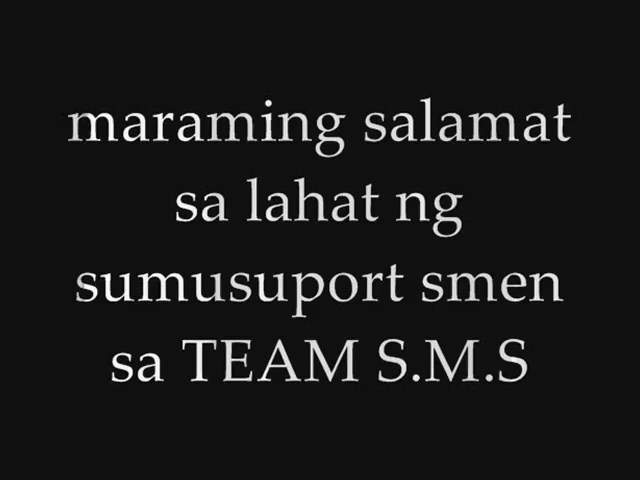 maraming salamat
sa lahat ng
sumusuport smen
sa TEAM S.M.S